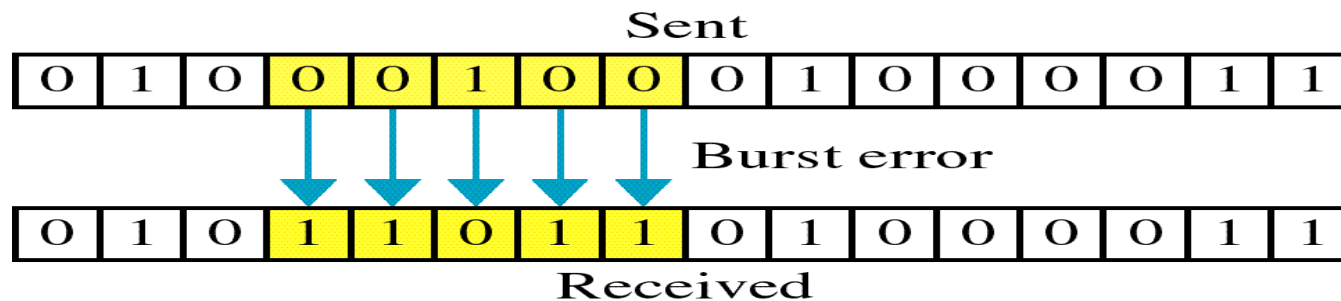 Sent
0 1 0 0 0 1 0 0 0 1 0 0 0 0 1 1
Burst error
0 1 0 1 1 0 1 1 0 1 0 0 0 0 1 1
Received